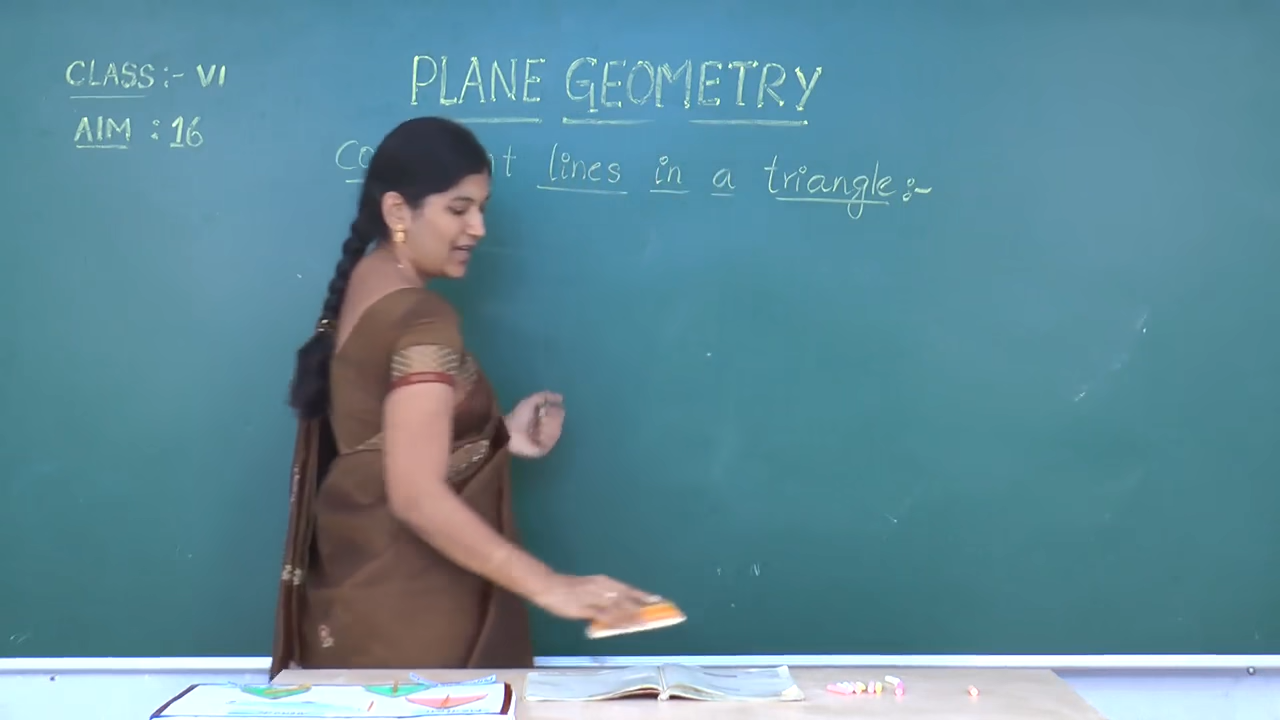 CLASS:- VI
AIM : 16
PLANE GEOMETRY
lines in a triangle:-